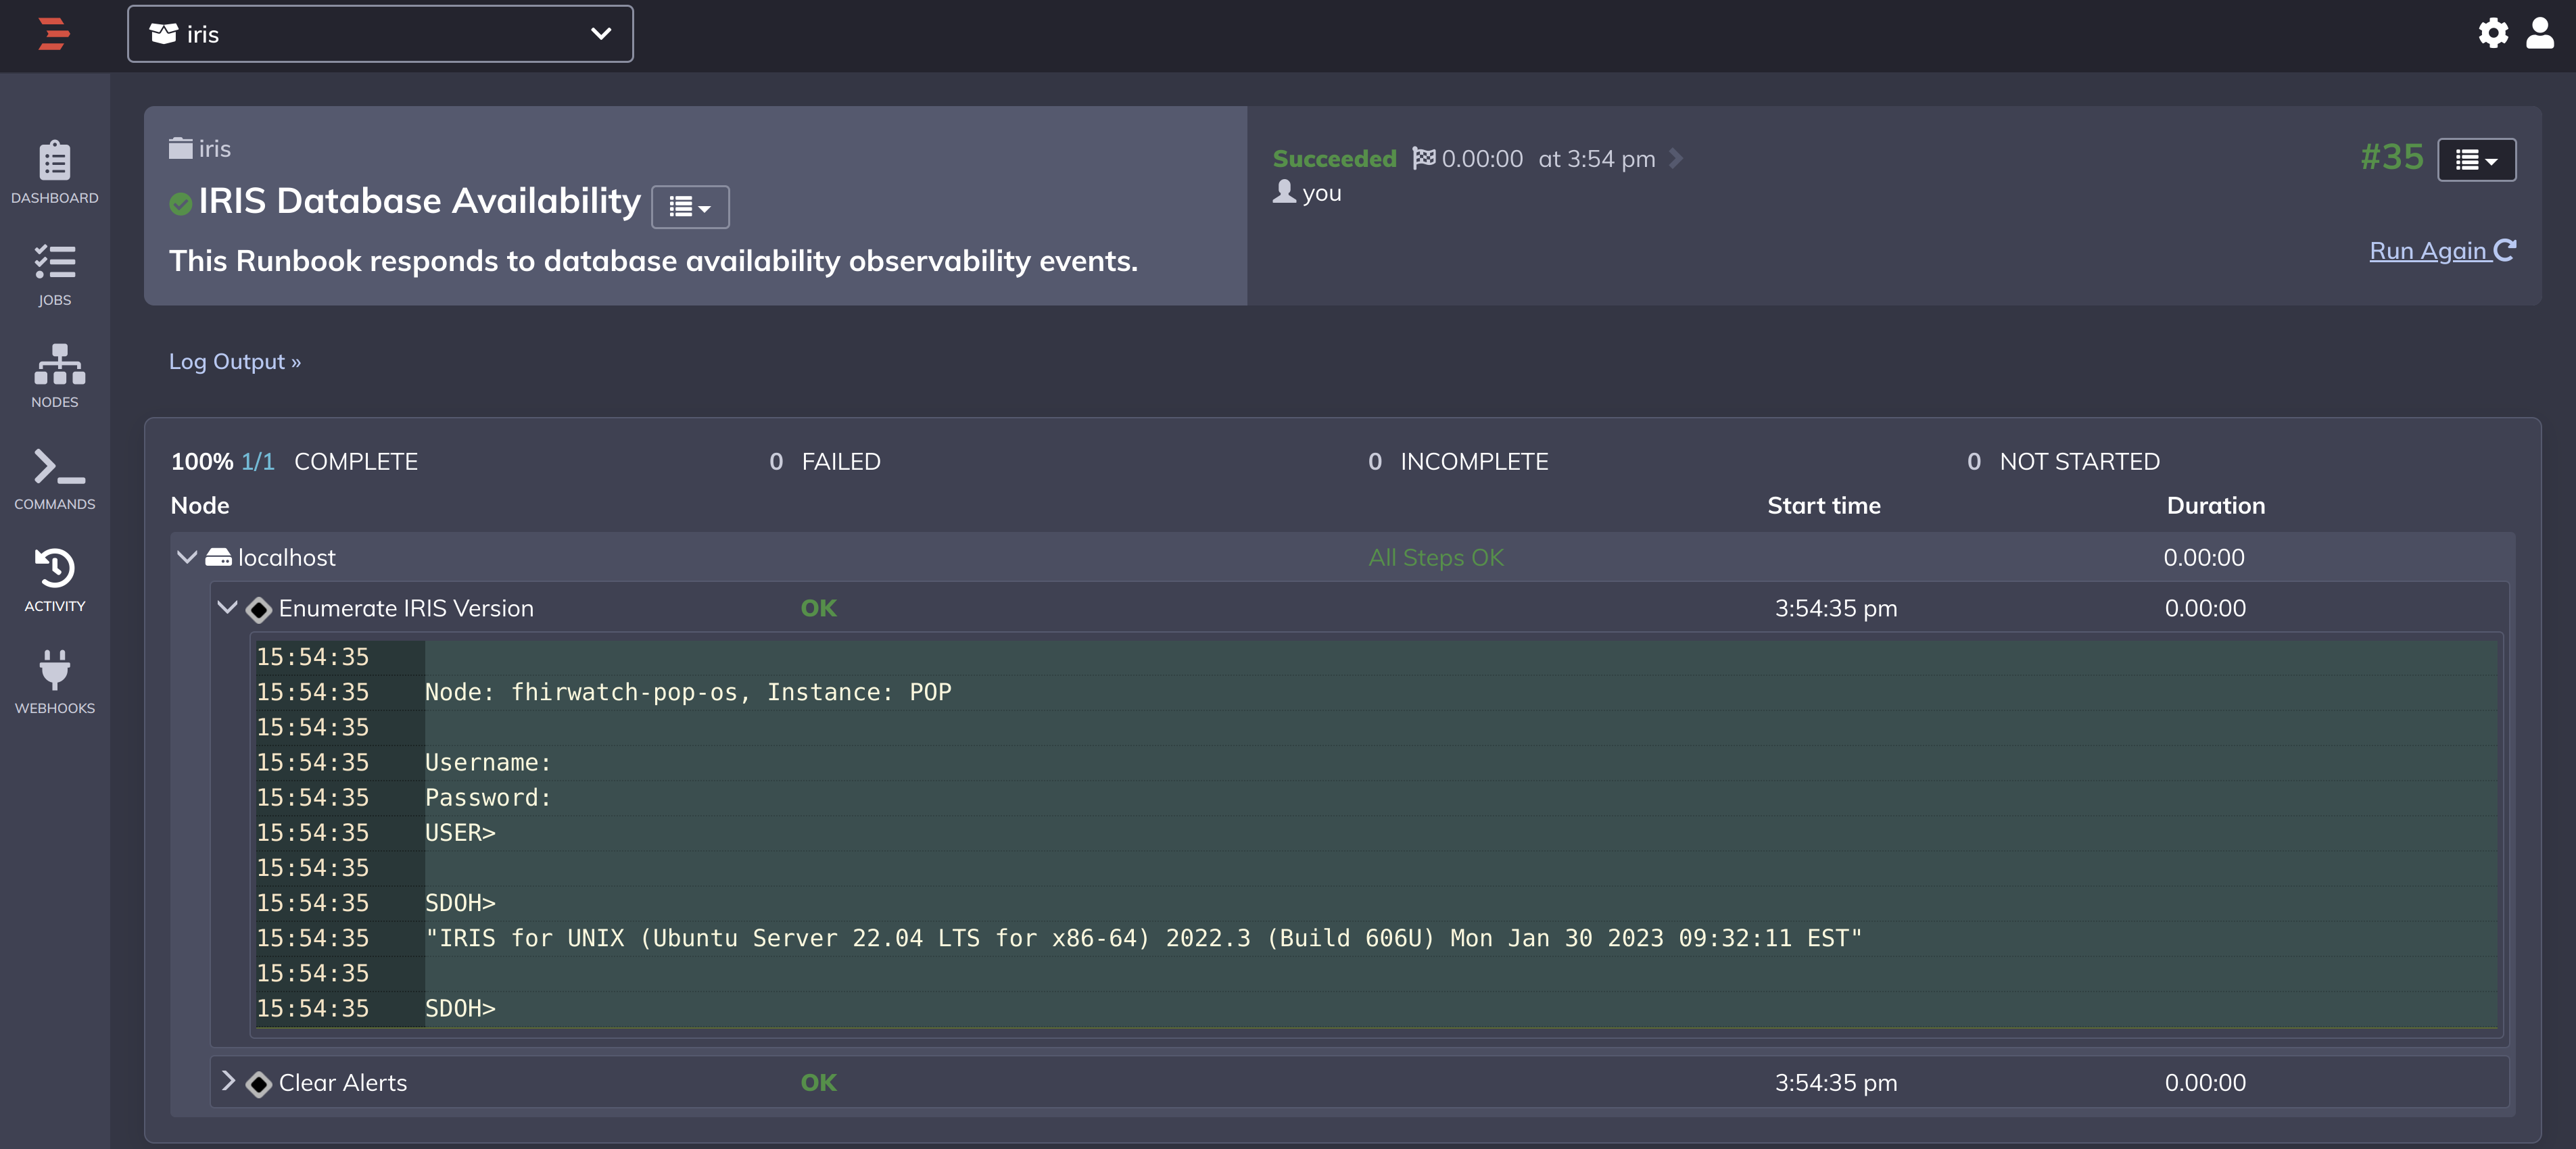 iris
DASHBOARD
JOBS
NODES
COMMANDS
ACTIVITY
WEBHOOKS
iris
IRIS Database Availability
This Runbook responds to database availability observability events.
Succeeded 0.00:00 at 3:54 pm
you
#35
Run Again
Log Output »
100% 1/1 COMPLETE 0 FAILED 0 INCOMPLETE 0 NOT STARTED
Node Start time Duration
localhost All Steps OK 0.00:00
Enumerate IRIS Version OK 3:54:35 pm 0.00:00
15:54:35
15:54:35 Node: fhirwatch-pop-os, Instance: POP
15:54:35
15:54:35 Username:
15:54:35 Password:
15:54:35 USER>
15:54:35
15:54:35 SDOH>
15:54:35 "IRIS for UNIX (Ubuntu Server 22.04 LTS for x86-64) 2022.3 (Build 606U) Mon Jan 30 2023 09:32:11 EST"
15:54:35
15:54:35 SDOH>
Clear Alerts OK 3:54:35 pm 0.00:00